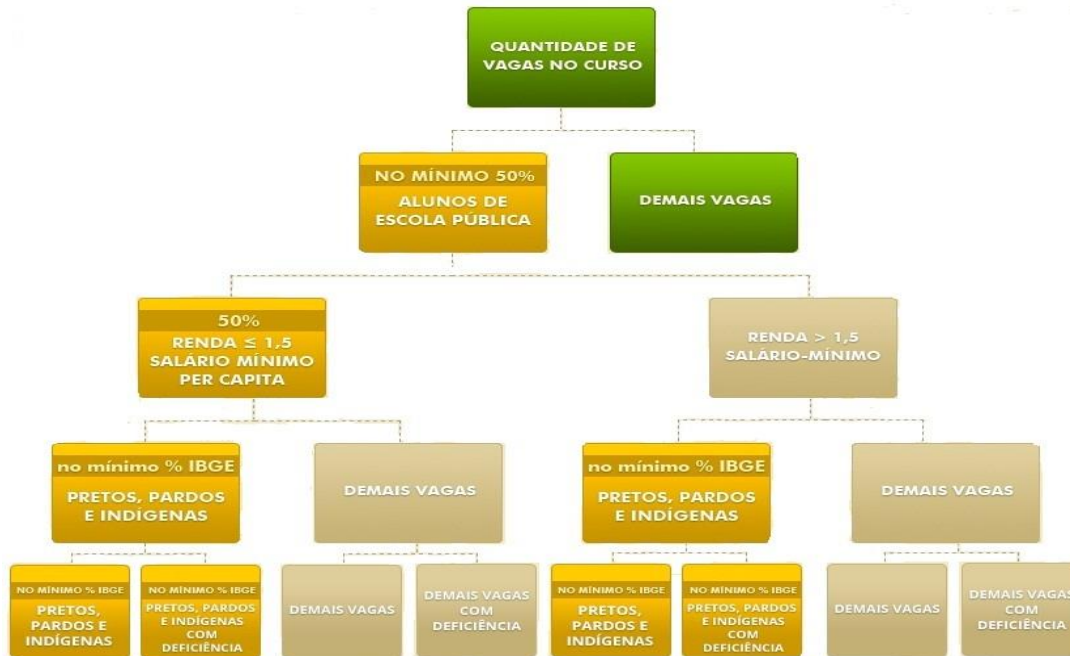 QUANTIDADE DE
VAGAS NO CURSO
NO MÍNIMO 50%
ALUNOS DE
ESCOLA PÚBLICA
DEMAIS VAGAS
50%
RENDA ≤ 1,5
SALÁRIO MÍNIMO
PER CAPITA
RENDA > 1,5
SALÁRIO-MÍNIMO
no mínimo % IBGE
PRETOS, PARDOS
E INDÍGENAS
DEMAIS VAGAS
no mínimo % IBGE
PRETOS, PARDOS
E INDÍGENAS
DEMAIS VAGAS
NO MÍNIMO % IBGE
PRETOS,
PARDOS E
INDÍGENAS
NO MÍNIMO % IBGE
PRETOS, PARDOS
E INDÍGENAS
COM
DEFICIÊNCIA
DEMAIS VAGAS
DEMAIS VAGAS
COM
DEFICIÊNCIA
NO MÍNIMO % IBGE
PRETOS,
PARDOS E
INDÍGENAS
NO MÍNIMO % IBGE
PRETOS, PARDOS
E INDÍGENAS
COM
DEFICIÊNCIA
DEMAIS VAGAS
DEMAIS VAGAS
COM
DEFICIÊNCIA